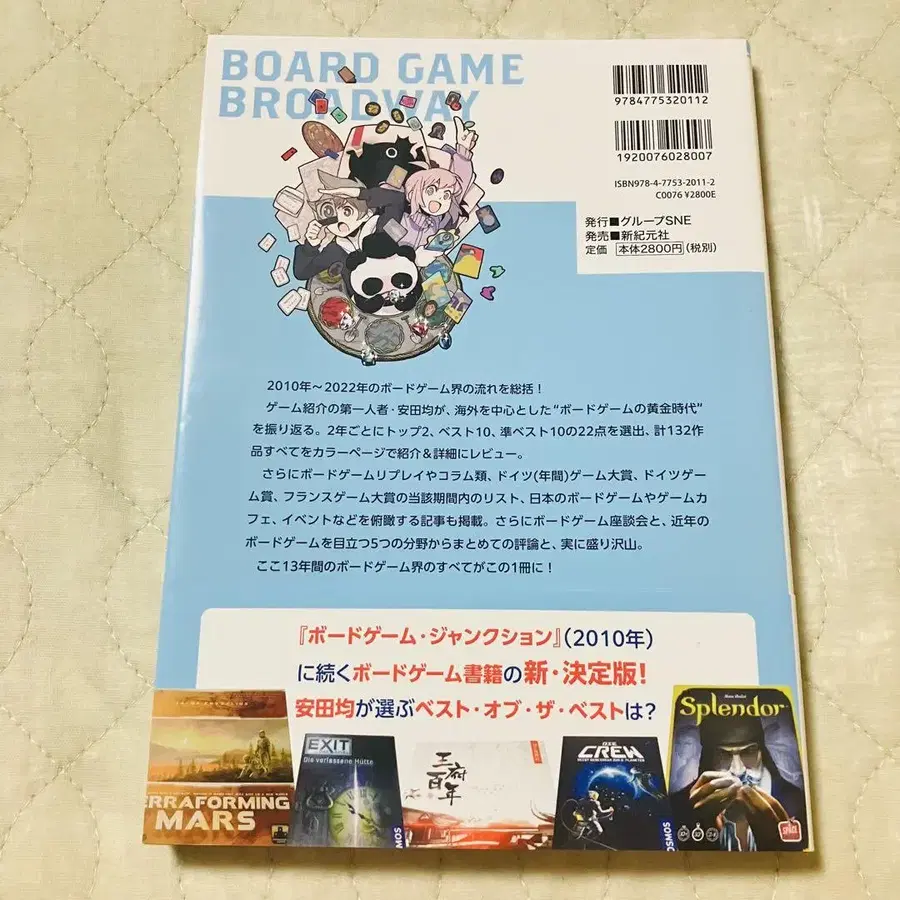 BOARD GAME
BROADWAY
9784775320112
1920076028007
ISBN978-4-7753-2011-2
C0076 ¥2800E
発行■グループSNE
発売■新紀元社
定価 本体2800円(税別)
2010年~2022年のボードゲーム界の流れを総括!
ゲーム紹介の第一人者・安田均が、海外を中心とした“ボードゲームの黄金時代”
を振り返る。2年ごとにトップ2、ベスト10、準ベスト10の22点を選出、計132作
品すべてをカラーページで紹介&詳細にレビュー。
さらにボードゲームリプレイやコラム類、ドイツ(年間)ゲーム大賞、ドイツゲー
ム賞、フランスゲーム大賞の当該期間内のリスト、日本のボードゲームやゲームカ
フェ、イベントなどを俯瞰する記事も掲載。さらにボードゲーム座談会と、近年の
ボードゲームを目立つ5つの分野からまとめての評論と、実に盛り沢山。
ここ13年間のボードゲーム界のすべてがこの1冊に!
『ボードゲーム・ジャンクション』(2010年)
に続くボードゲーム書籍の新・決定版!
安田均が選ぶベスト・オブ・ザ・ベストは?
ERRAFORMING
MARS
EXIT
Die verlassene Hütte
OSMOS
王府
百年
DIE
CREW
REIST GEMEINSAM ZUM 9. PLANETEN
KOSMOS
Splendor
SPACE